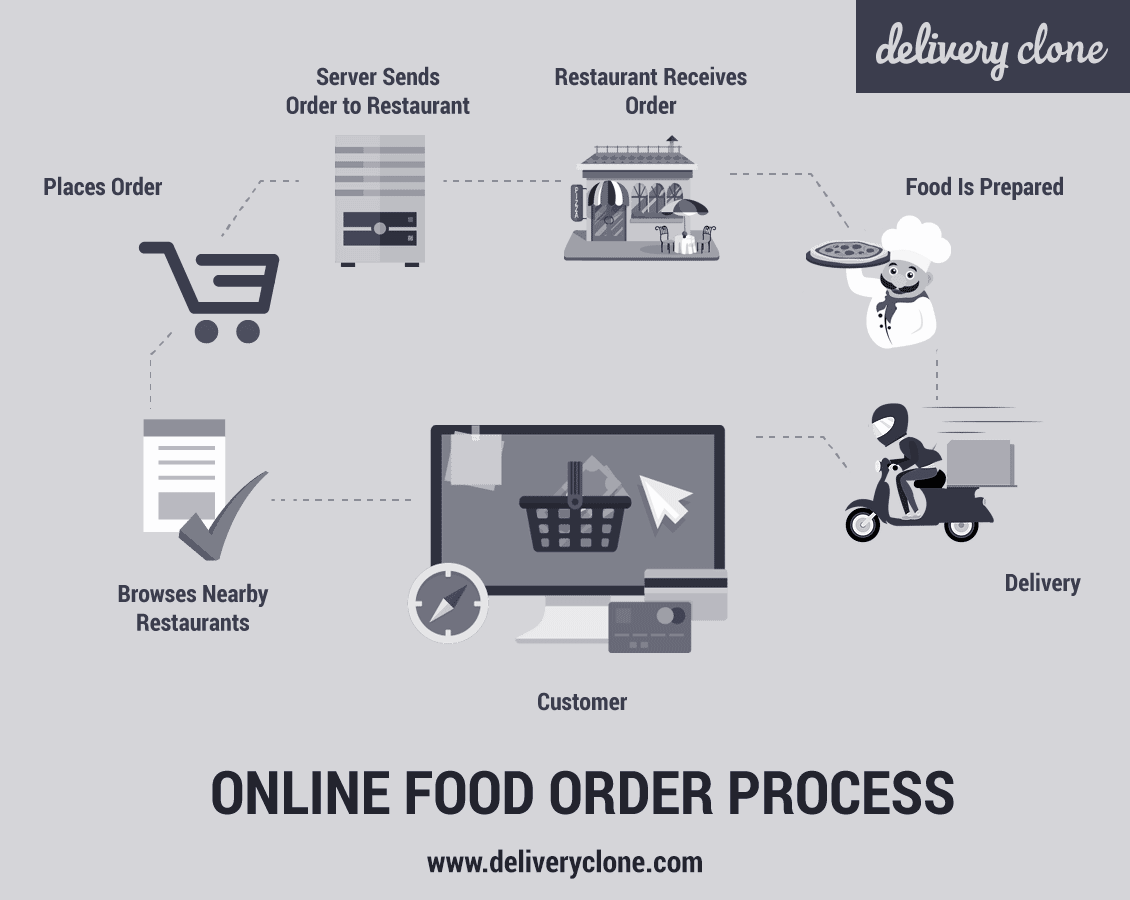 delivery clone
Server Sends
Order to Restaurant
Restaurant Receives
Order
Places Order
Food Is Prepared
PIZZA
Browses Nearby
Restaurants
Delivery
Customer
ONLINE FOOD ORDER PROCESS
www.deliveryclone.com